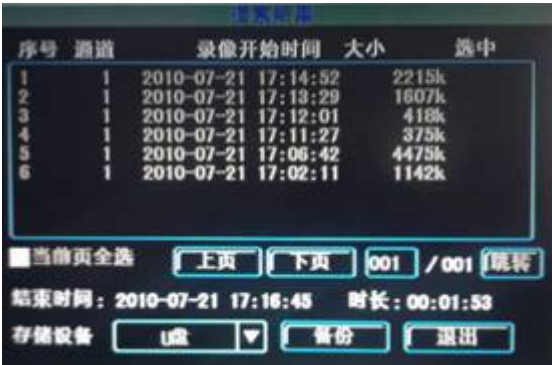 搜索结果
序号 通道 录像开始时间 大小 选中
1 1 2010-07-21 17:14:52 2215k
2 1 2010-07-21 17:13:29 1607k
3 1 2010-07-21 17:12:01 418k
4 1 2010-07-21 17:11:27 375k
5 1 2010-07-21 17:06:42 4475k
6 1 2010-07-21 17:02:11 1142k
当前页全选 上页 下页 001 /001 跳转
结束时间：2010-07-21 17:16:45 时长：00:01:53
存储设备 U盘 备份 退出